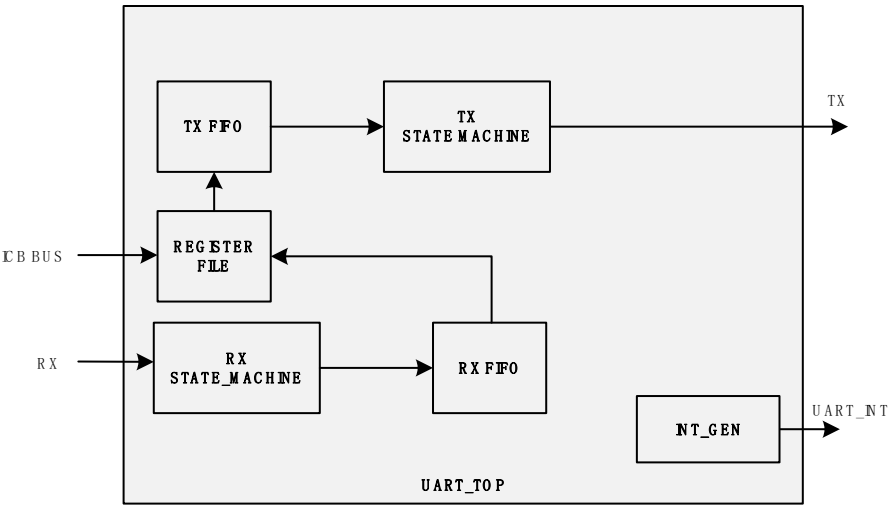 TX
TX FIFO
TX
STATE MACHINE
ICB BUS
REGISTER
FILE
RX
RX
STATE_MACHINE
RX FIFO
UART_INT
INT_GEN
UART_TOP